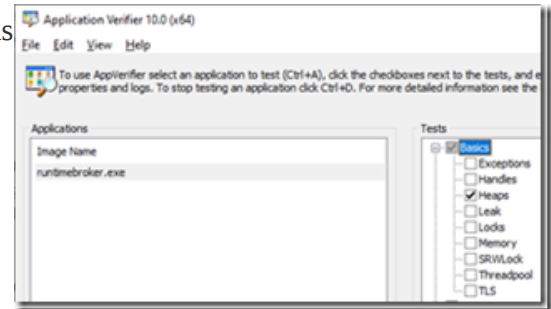 Application Verifier 10.0 (x64)
is
File Edit View Help
To use AppVerifier select an application to test (Ctrl+A), click the checkboxes next to the tests, and e
properties and logs. To stop testing an application click Ctrl+D. For more detailed information see the
Applications
Tests
Image Name
runtimebroker.exe
Basics
Exceptions
Handles
Heaps
Leak
Locks
Memory
SRWLock
Threadpool
TLS